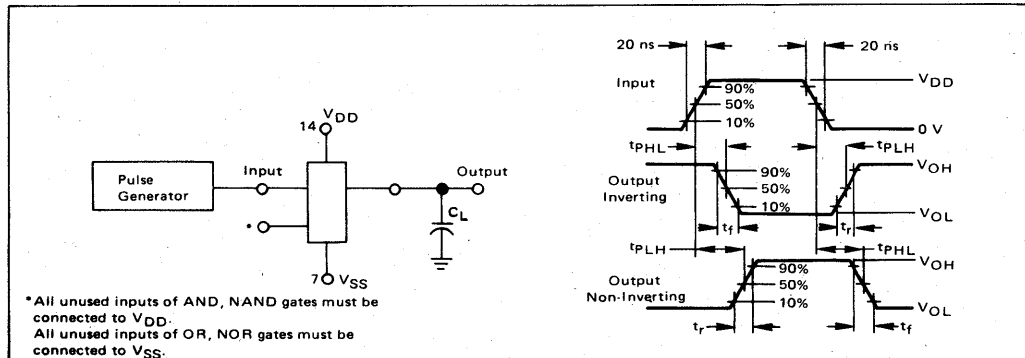 Pulse
Generator
Input
14
VDD
*
7
VSS
CL
Output
*All unused inputs of AND, NAND gates must be
connected to VDD.
All unused inputs of OR, NOR gates must be
connected to VSS.
20 ns
20 ns
Input
90%
50%
10%
VDD
0 V
tPHL
tPLH
Output
Inverting
90%
50%
10%
VOH
VOL
tf
tr
tPLH
tPHL
Output
Non-Inverting
90%
50%
10%
VOH
VOL
tr
tf